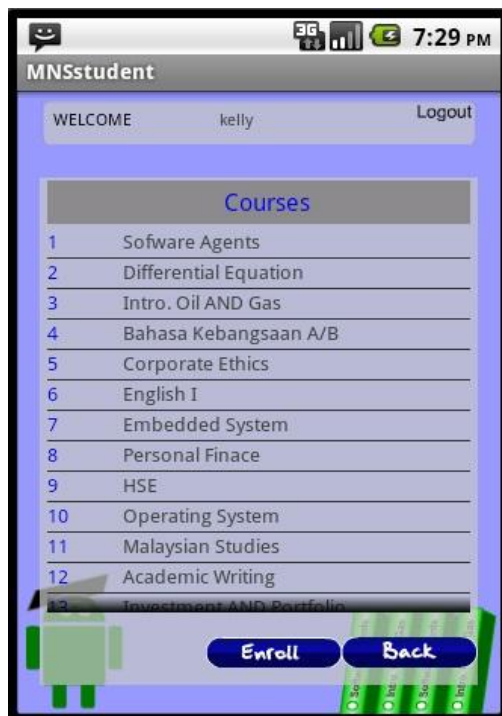 3G 7:29 PM
MNSstudent
WELCOME kelly Logout
Courses
1 Sofware Agents
2 Differential Equation
3 Intro. Oil AND Gas
4 Bahasa Kebangsaan A/B
5 Corporate Ethics
6 English I
7 Embedded System
8 Personal Finace
9 HSE
10 Operating System
11 Malaysian Studies
12 Academic Writing
13 Investment AND Portfolio
Enroll Back